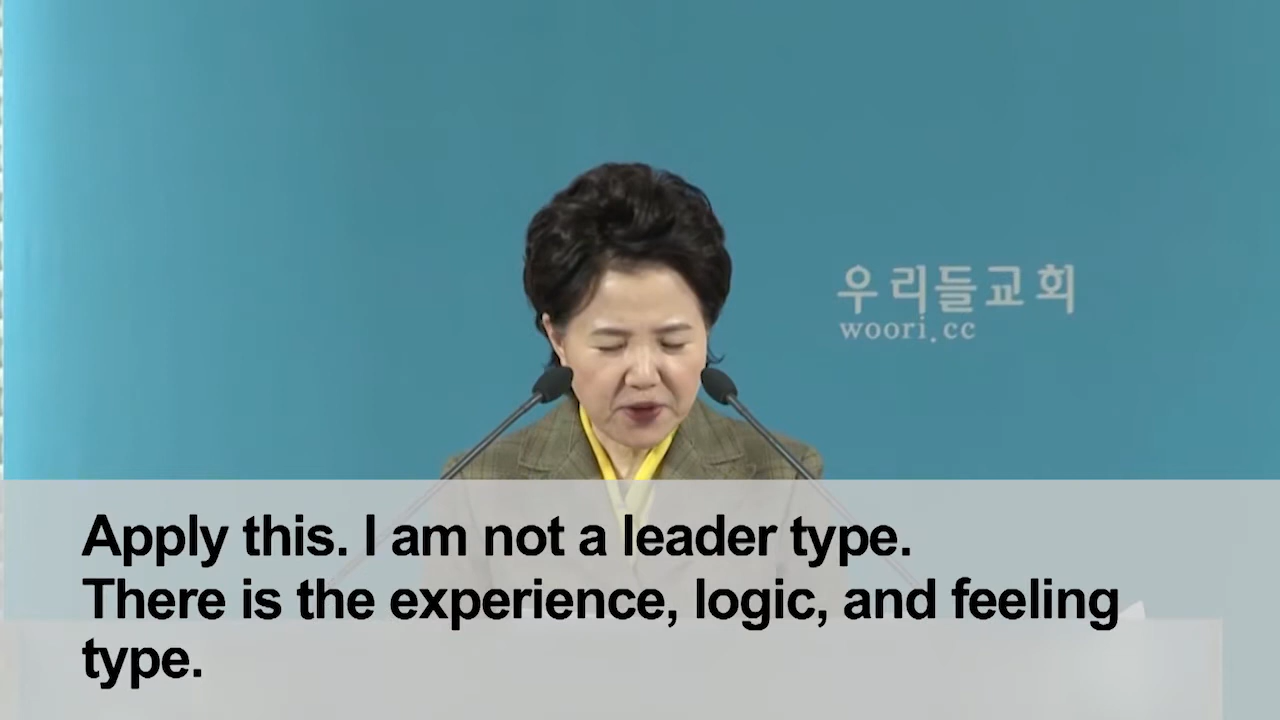 우리들교회
woori.cc
Apply this. I am not a leader type.
There is the experience, logic, and feeling
type.